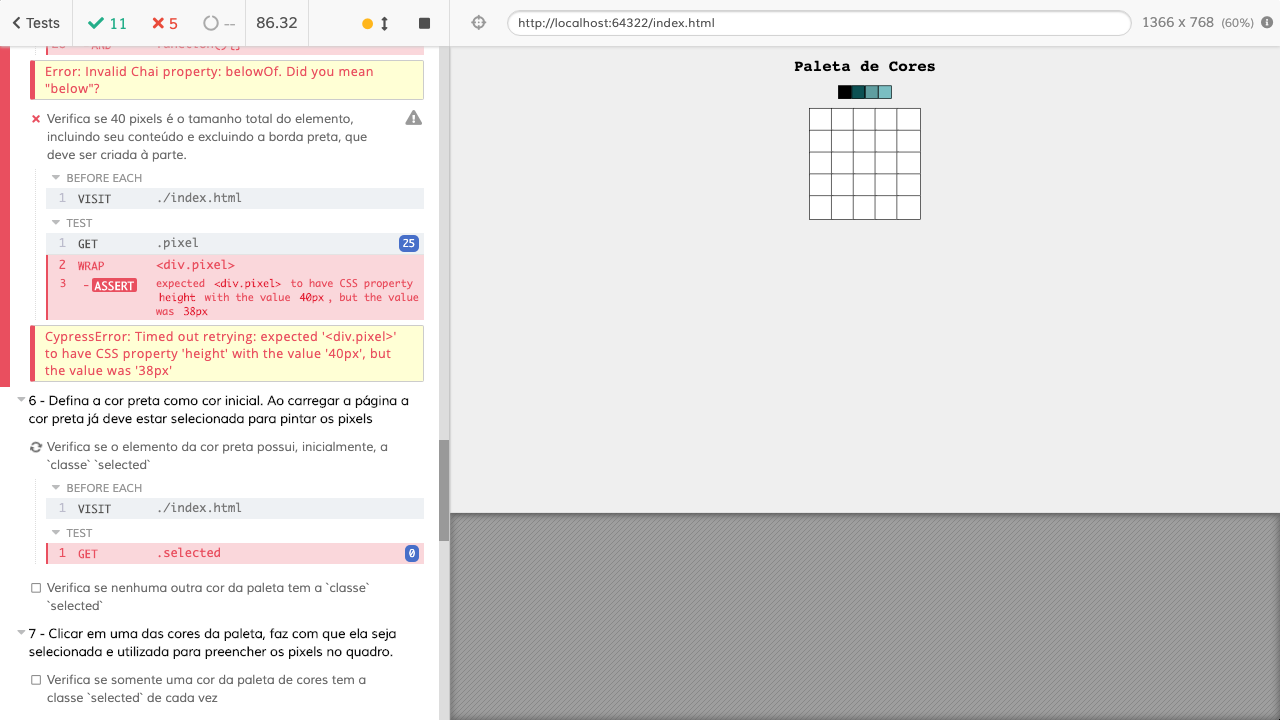 Tests 11 5 -- 86.32
http://localhost:64322/index.html 1366 x 768 (60%)
Error: Invalid Chai property: belowOf. Did you mean
"below"?
Verifica se 40 pixels é o tamanho total do elemento,
incluindo seu conteúdo e excluindo a borda preta, que
deve ser criada à parte.
BEFORE EACH
1 VISIT ./index.html
TEST
1 GET .pixel 25
2 WRAP <div.pixel>
3 - ASSERT expected <div.pixel> to have CSS property
height with the value 40px , but the value
was 38px
CypressError: Timed out retrying: expected '<div.pixel>'
to have CSS property 'height' with the value '40px', but
the value was '38px'
6 - Defina a cor preta como cor inicial. Ao carregar a página a
cor preta já deve estar selecionada para pintar os pixels
Verifica se o elemento da cor preta possui, inicialmente, a
`classe` `selected`
BEFORE EACH
1 VISIT ./index.html
TEST
1 GET .selected 0
Verifica se nenhuma outra cor da paleta tem a `classe`
`selected`
7 - Clicar em uma das cores da paleta, faz com que ela seja
selecionada e utilizada para preencher os pixels no quadro.
Verifica se somente uma cor da paleta de cores tem a
classe `selected` de cada vez
Paleta de Cores